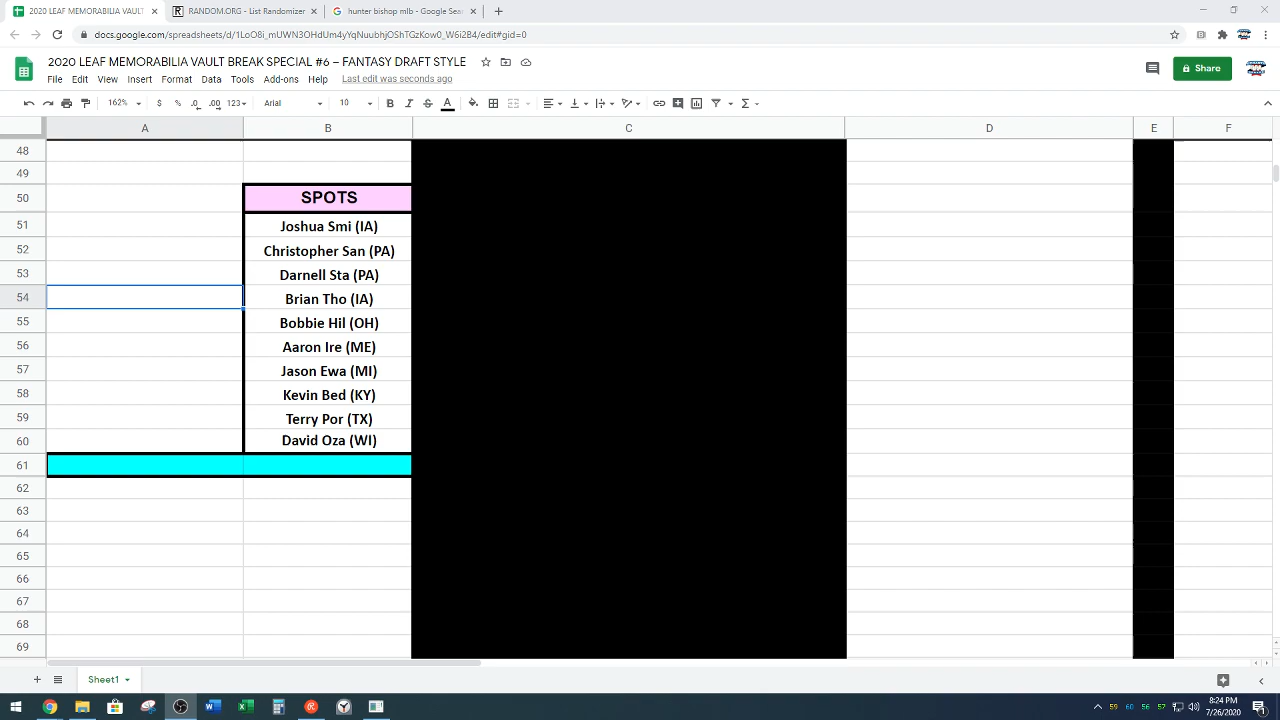 2020 LEAF MEMORABILIA VAULT
RANDOM.ORG - List Randomizer
hunter bishop mlb - Google Sea
docs.google.com/spreadsheets/d/1LoO8i_mUWN3OHdUm4yYqNuubhjOShTGzKow0_W6i2B4/edit#gid=0
2020 LEAF MEMORABILIA VAULT BREAK SPECIAL #6 – FANTASY DRAFT STYLE
File Edit View Insert Format Data Tools Add-ons Help Last edit was seconds ago
Share
162% $ % .0 .00 123 Arial 10 B I S A
A B C D E F
48
49
50 SPOTS
51 Joshua Smi (IA)
52 Christopher San (PA)
53 Darnell Sta (PA)
54 Brian Tho (IA)
55 Bobbie Hil (OH)
56 Aaron Ire (ME)
57 Jason Ewa (MI)
58 Kevin Bed (KY)
59 Terry Por (TX)
60 David Oza (WI)
61
62
63
64
65
66
67
68
69
Sheet1
59 60 56 57
8:24 PM
7/26/2020